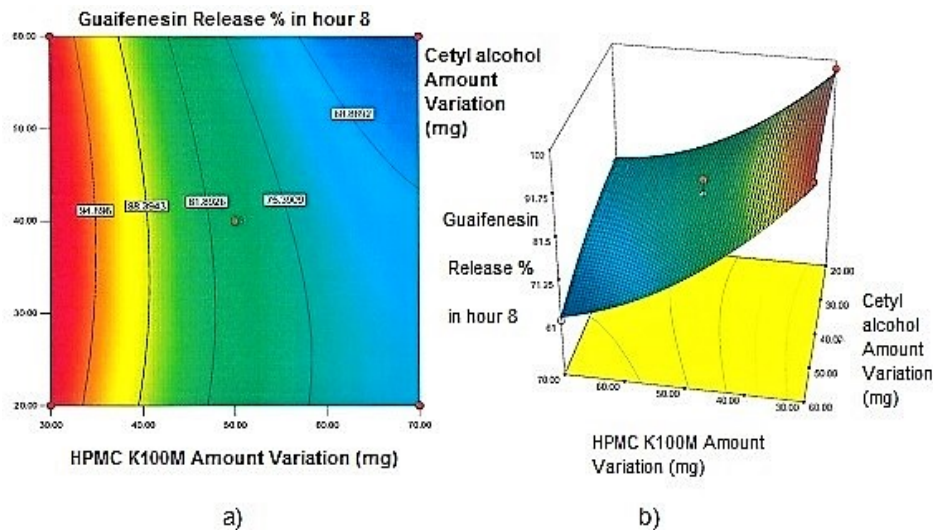 Guaifenesin Release % in hour 8
60.00
50.00
40.00
30.00
20.00
30.00
40.00
50.00
60.00
70.00
94.896
88.3943
81.8926
75.3909
68.8892
Cetyl alcohol
Amount
Variation
(mg)
HPMC K100M Amount Variation (mg)
a)
100
91.75
81.5
71.25
61
Guaifenesin
Release %
in hour 8
70.00
60.00
50.00
40.00
30.00
60.00
50.00
40.00
30.00
20.00
Cetyl
alcohol
Amount
Variation
(mg)
HPMC K100M Amount
Variation (mg)
b)